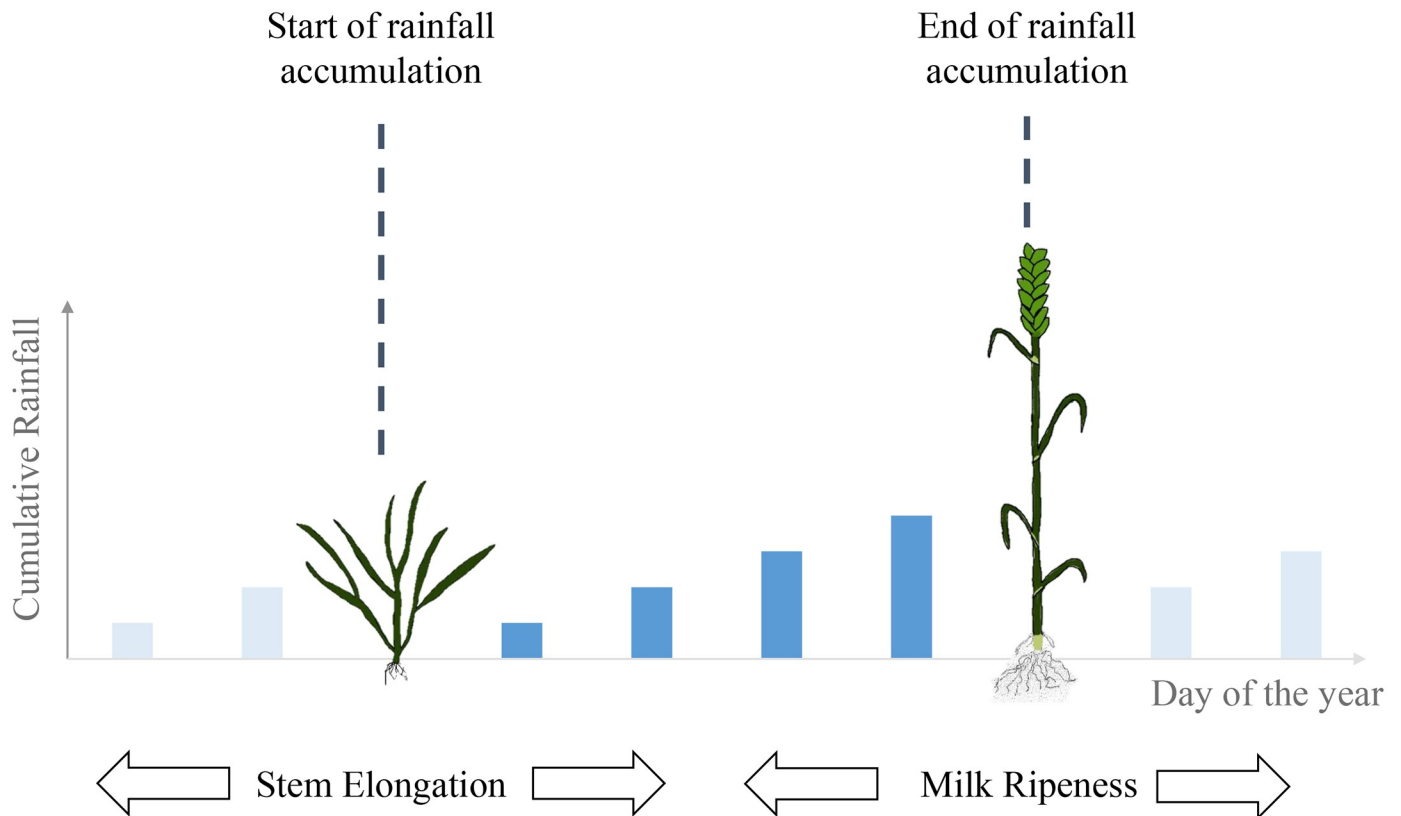 Start of rainfall
accumulation
End of rainfall
accumulation
Cumulative Rainfall
Day of the year
Stem Elongation
Milk Ripeness